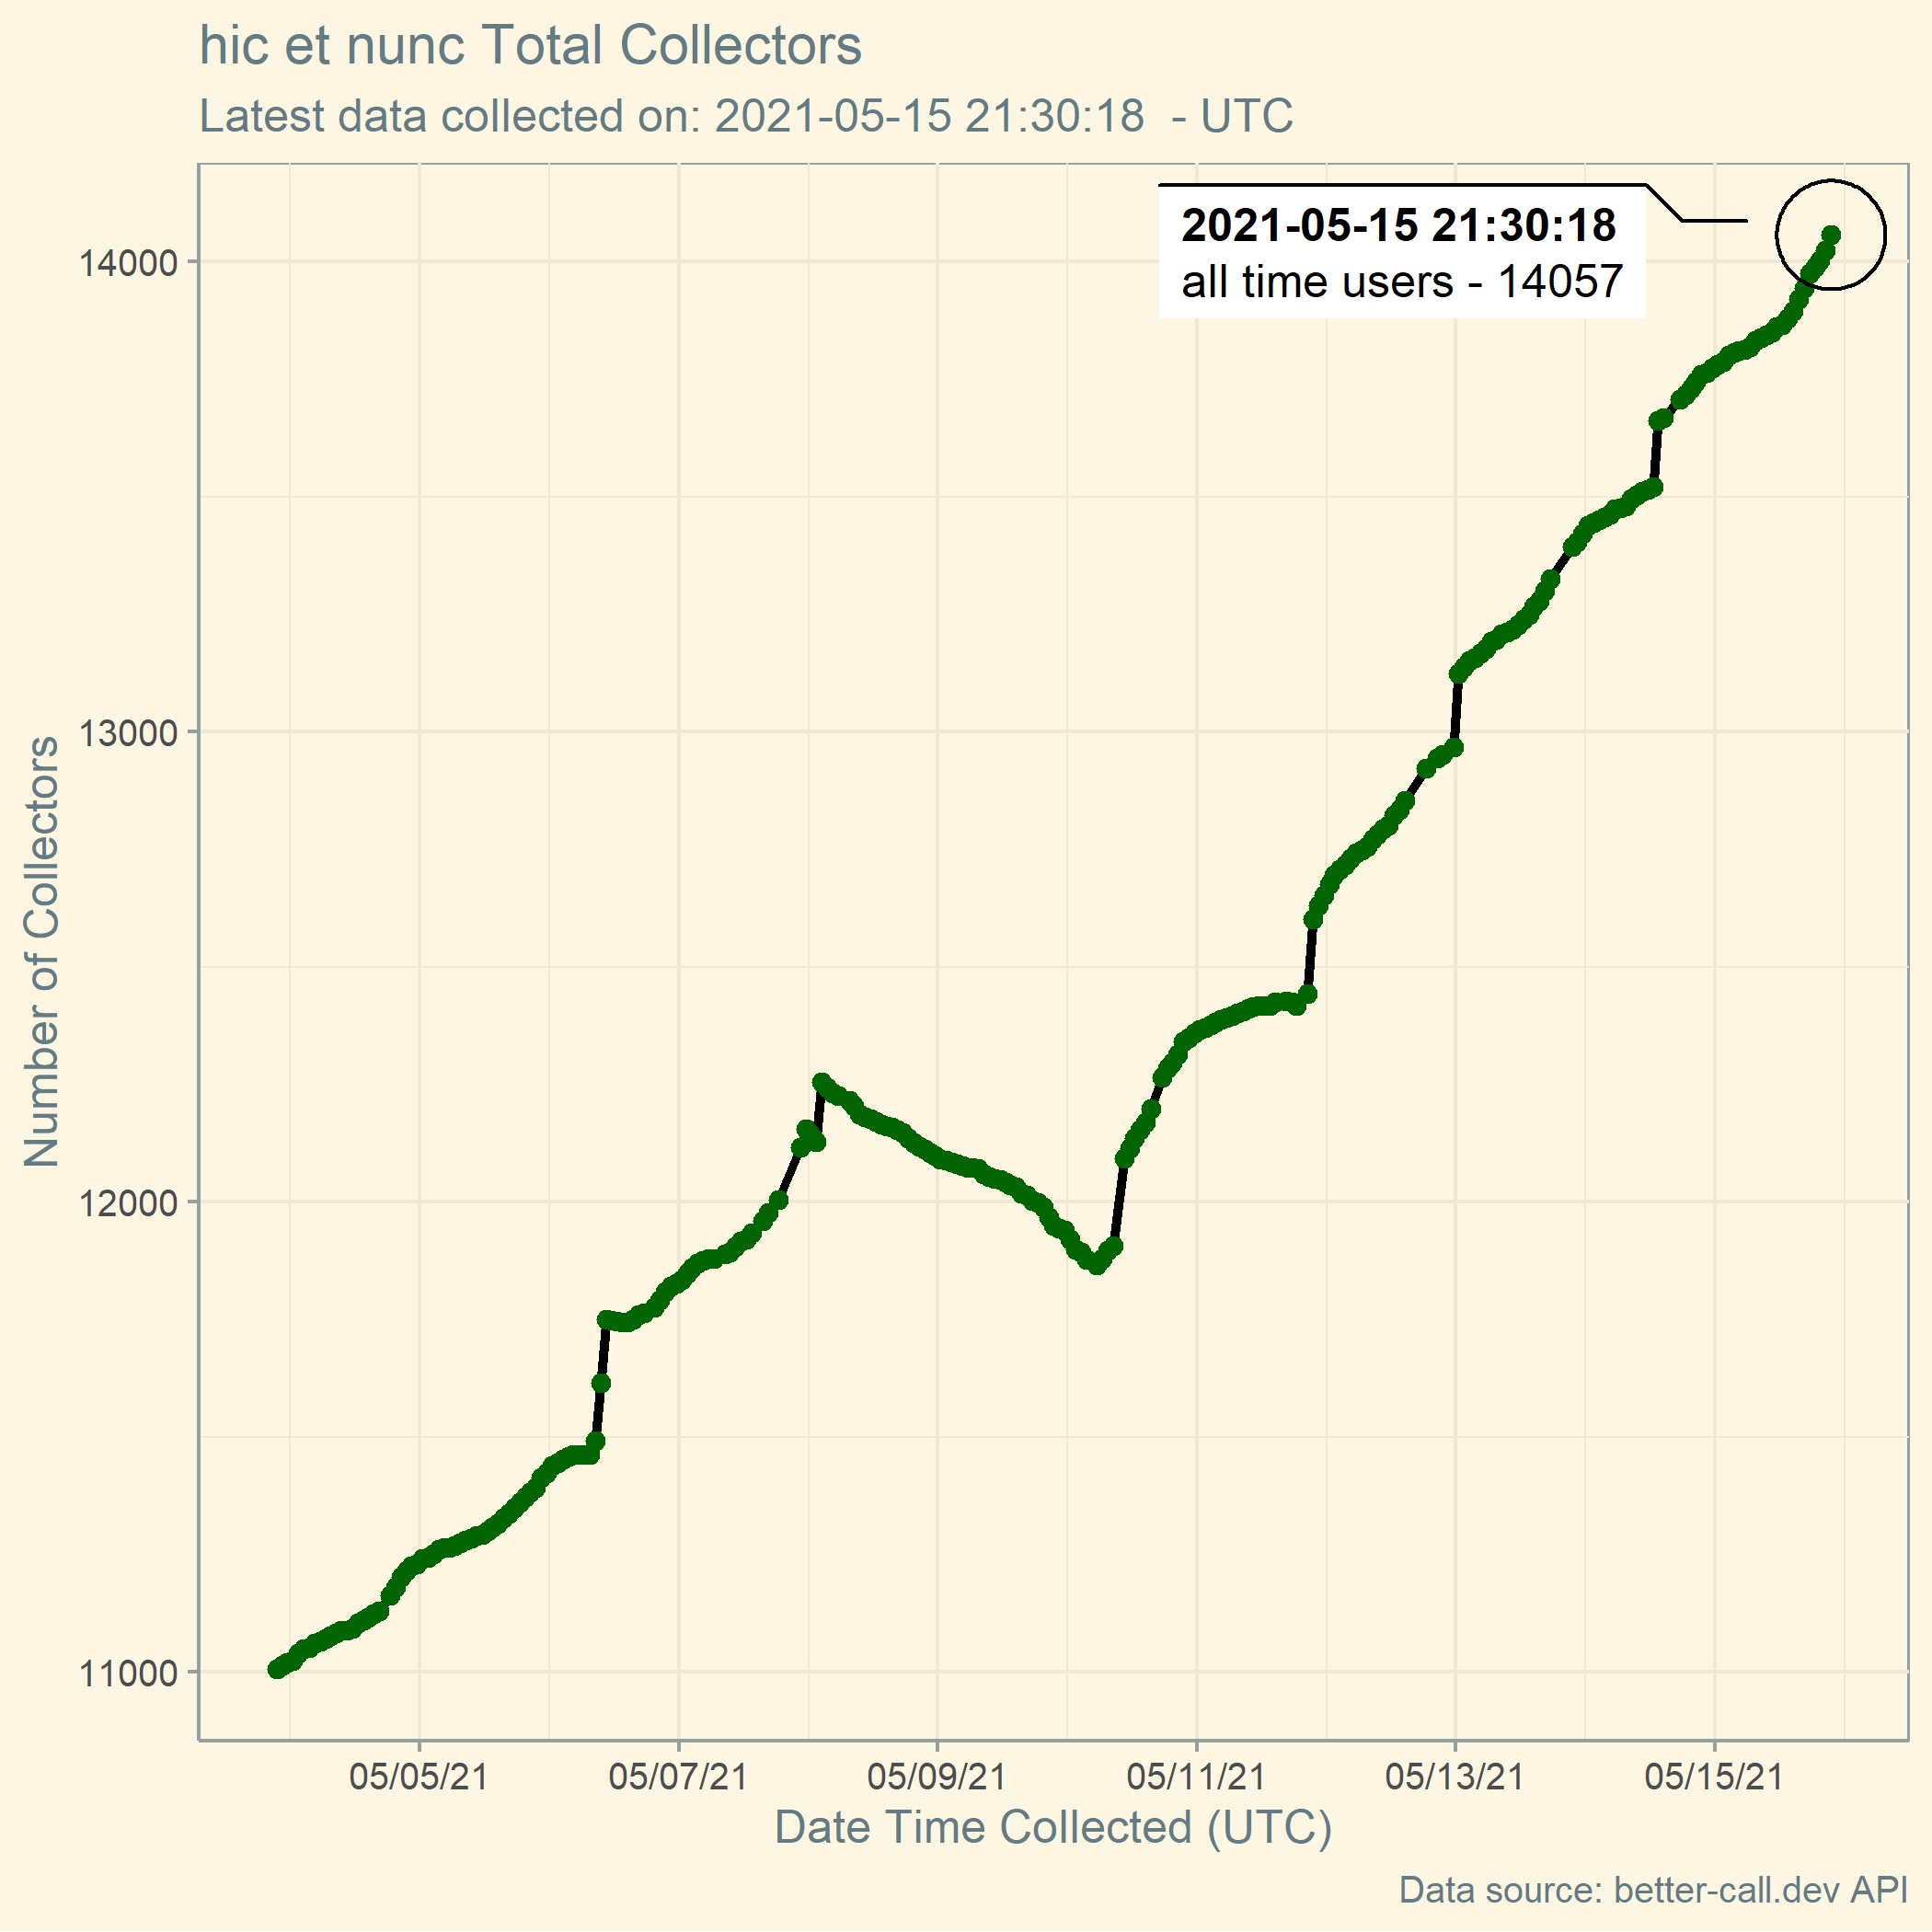 hic et nunc Total Collectors
Latest data collected on: 2021-05-15 21:30:18  - UTC
2021-05-15 21:30:18
all time users - 14057
14000
13000
12000
11000
Number of Collectors
05/05/21 05/07/21 05/09/21 05/11/21 05/13/21 05/15/21
Date Time Collected (UTC)
Data source: better-call.dev API